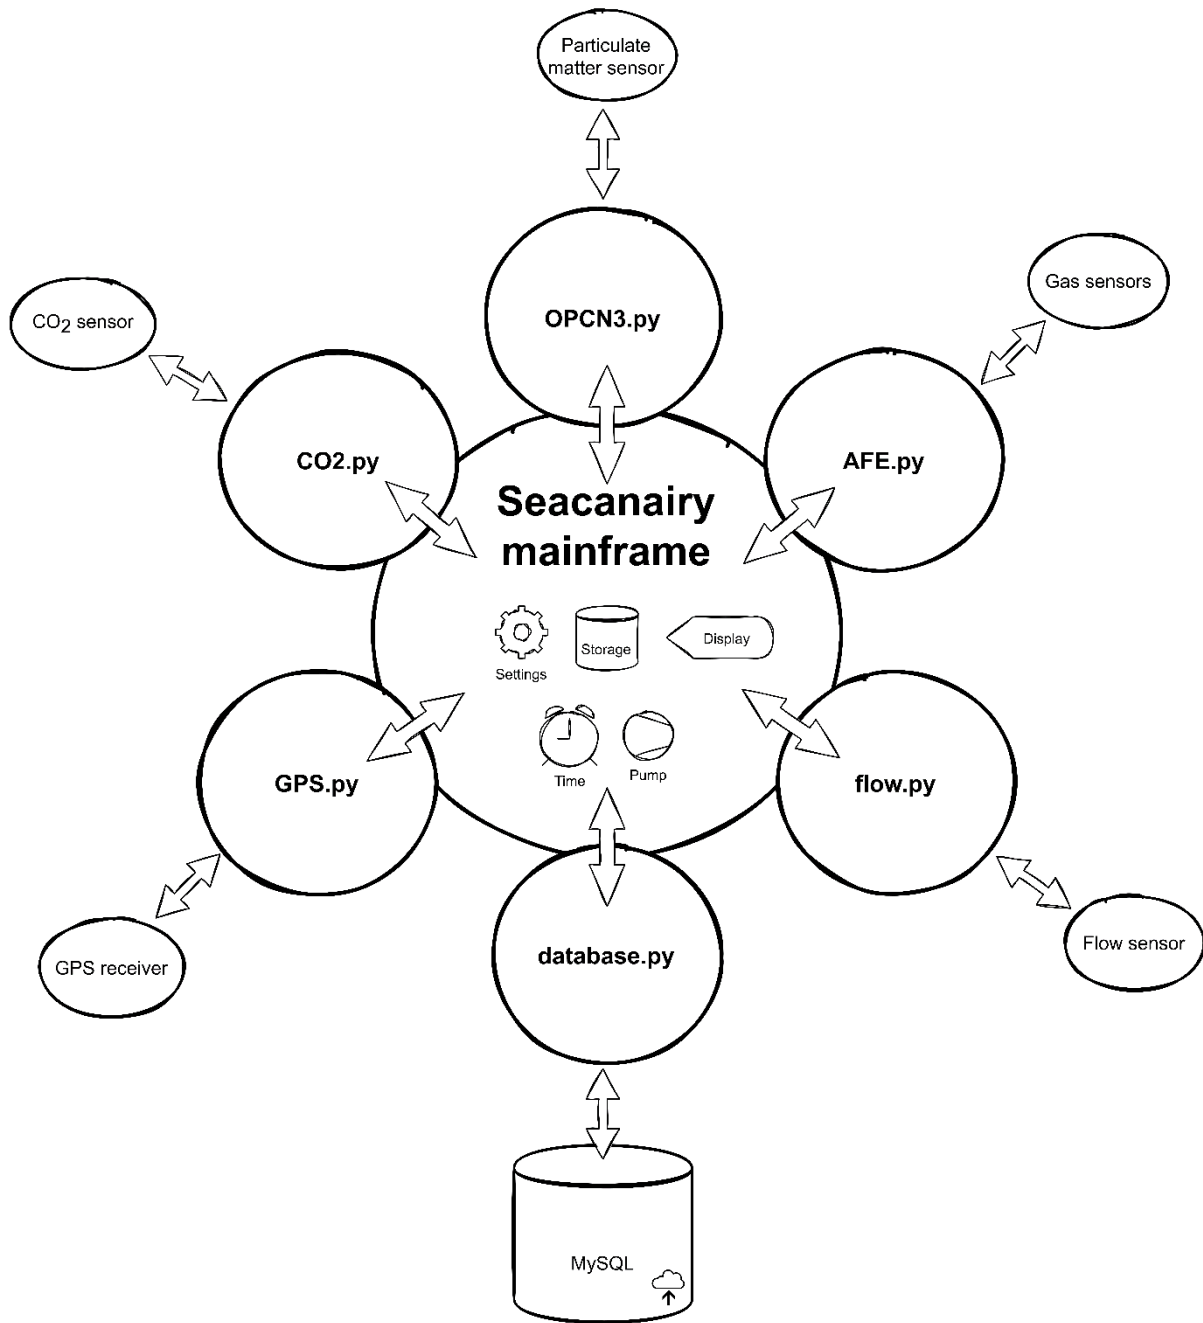 Particulate
matter sensor
OPCN3.py
Gas sensors
CO2 sensor
CO2.py
AFE.py
Seacanairy
mainframe
Settings
Storage
Display
Time
Pump
GPS.py
flow.py
GPS receiver
database.py
Flow sensor
MySQL